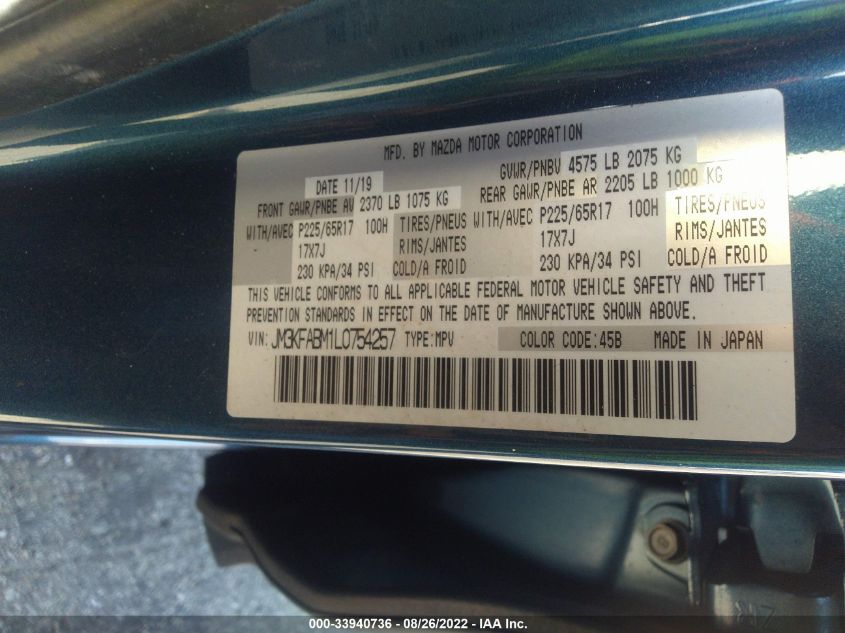 MFD. BY MAZDA MOTOR CORPORATION
DATE 11/19 GVWR/PNBV 4575 LB 2075 KG
FRONT GAWR/PNBE AV 2370 LB 1075 KG REAR GAWR/PNBE AR 2205 LB 1000 KG
WITH/AVEC P225/65R17 100H TIRES/PNEUS WITH/AVEC P225/65R17 100H TIRES/PNEUS
17X7J RIMS/JANTES 17X7J RIMS/JANTES
230 KPA/34 PSI COLD/A FROID 230 KPA/34 PSI COLD/A FROID
THIS VEHICLE CONFORMS TO ALL APPLICABLE FEDERAL MOTOR VEHICLE SAFETY AND THEFT
PREVENTION STANDARDS IN EFFECT ON THE DATE OF MANUFACTURE SHOWN ABOVE.
VIN: JM3KFABM1L0754257 TYPE:MPV COLOR CODE:45B MADE IN JAPAN
000-33940736 - 08/26/2022 - IAA Inc.